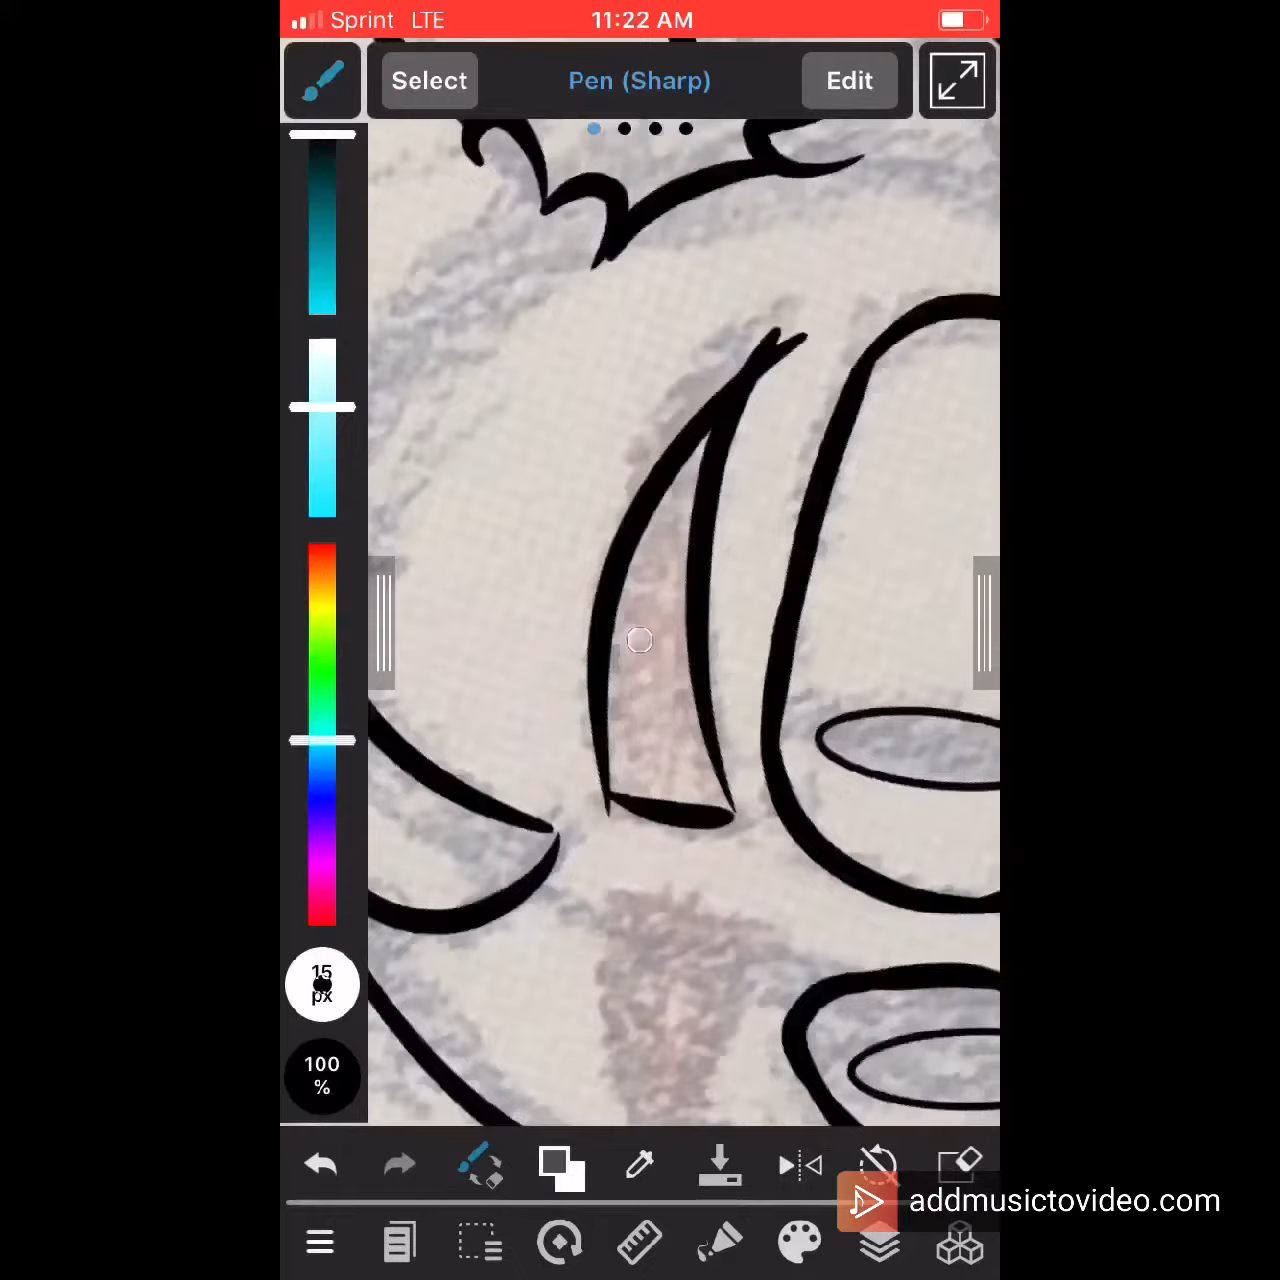 Sprint LTE 11:22 AM
Select Pen (Sharp) Edit
15
px
100
%
addmusictovideo.com